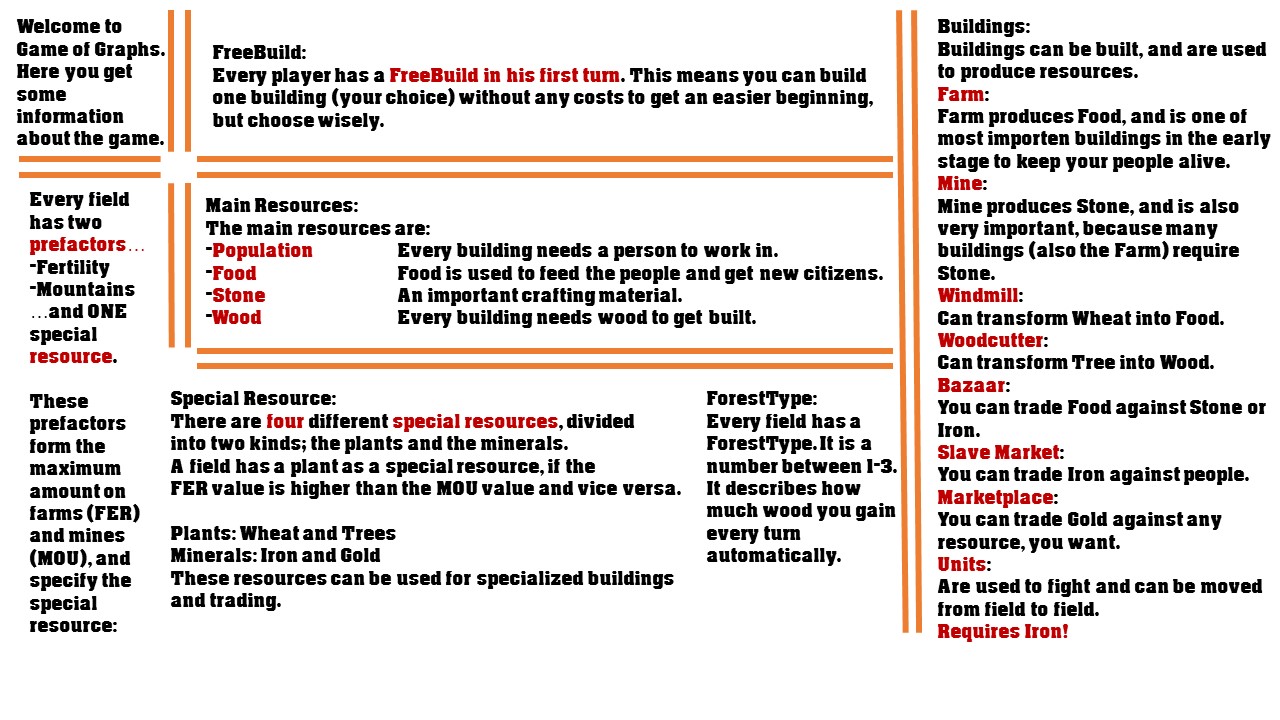 Welcome to
Game of Graphs.
Here you get
some
information
about the game.
FreeBuild:
Every player has a FreeBuild in his first turn. This means you can build
one building (your choice) without any costs to get an easier beginning,
but choose wisely.
Every field
has two
prefactors...
-Fertility
-Mountains
...and ONE
special
resource.
Main Resources:
The main resources are:
-Population Every building needs a person to work in.
-Food Food is used to feed the people and get new citizens.
-Stone An important crafting material.
-Wood Every building needs wood to get built.
These
prefactors
form the
maximum
amount on
farms (FER)
and mines
(MOU), and
specify the
special
resource:
Special Resource:
There are four different special resources, divided
into two kinds; the plants and the minerals.
A field has a plant as a special resource, if the
FER value is higher than the MOU value and vice versa.
Plants: Wheat and Trees
Minerals: Iron and Gold
These resources can be used for specialized buildings
and trading.
ForestType:
Every field has a
ForestType. It is a
number between 1-3.
It describes how
much wood you gain
every turn
automatically.
Buildings:
Buildings can be built, and are used
to produce resources.
Farm:
Farm produces Food, and is one of
most importen buildings in the early
stage to keep your people alive.
Mine:
Mine produces Stone, and is also
very important, because many
buildings (also the Farm) require
Stone.
Windmill:
Can transform Wheat into Food.
Woodcutter:
Can transform Tree into Wood.
Bazaar:
You can trade Food against Stone or
Iron.
Slave Market:
You can trade Iron against people.
Marketplace:
You can trade Gold against any
resource, you want.
Units:
Are used to fight and can be moved
from field to field.
Requires Iron!